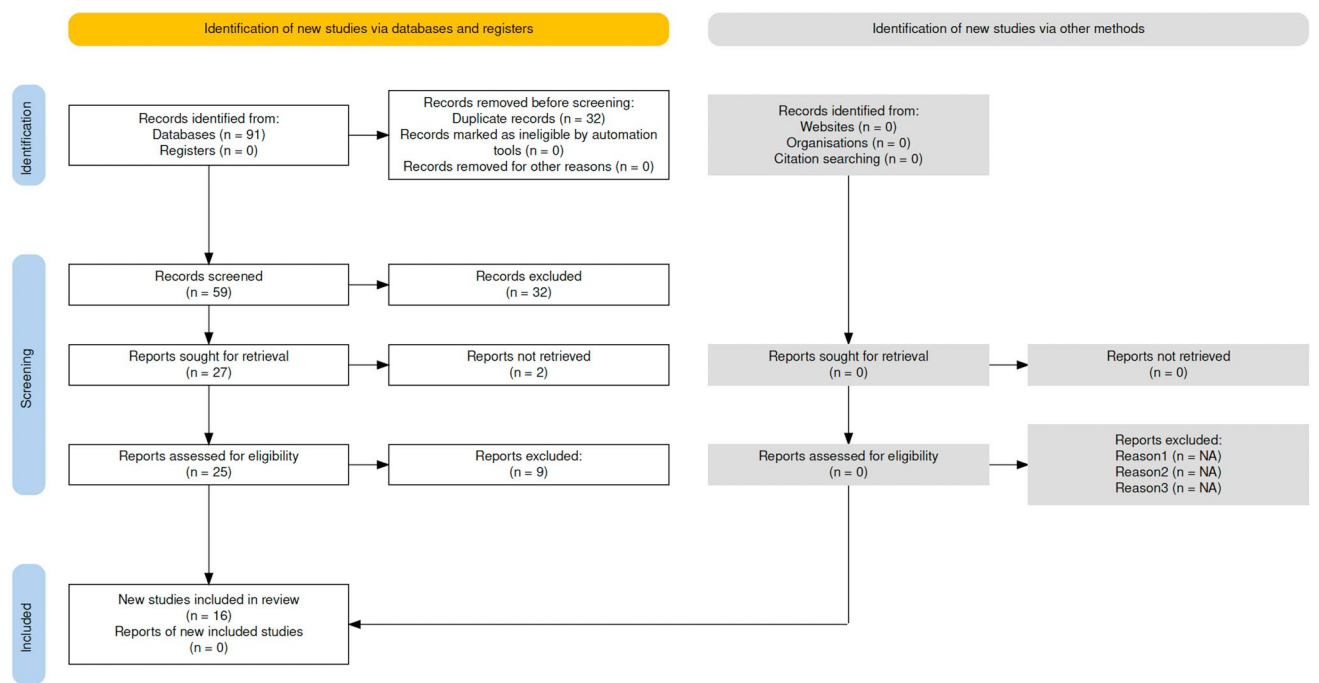 Identification of new studies via databases and registers
Identification of new studies via other methods
Identification
Records identified from:
Databases (n = 91)
Registers (n = 0)
Records removed before screening:
Duplicate records (n = 32)
Records marked as ineligible by automation
tools (n = 0)
Records removed for other reasons (n = 0)
Records identified from:
Websites (n = 0)
Organisations (n = 0)
Citation searching (n = 0)
Screening
Records screened
(n = 59)
Records excluded
(n = 32)
Reports sought for retrieval
(n = 27)
Reports not retrieved
(n = 2)
Reports sought for retrieval
(n = 0)
Reports not retrieved
(n = 0)
Reports assessed for eligibility
(n = 25)
Reports excluded:
(n = 9)
Reports assessed for eligibility
(n = 0)
Reports excluded:
Reason1 (n = NA)
Reason2 (n = NA)
Reason3 (n = NA)
Included
New studies included in review
(n = 16)
Reports of new included studies
(n = 0)